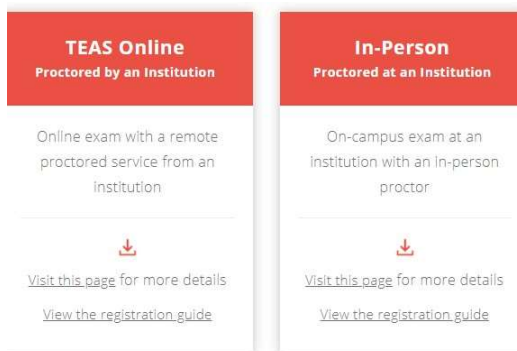 TEAS Online
Proctored by an Institution
Online exam with a remote
proctored service from an
institution
Visit this page for more details
View the registration guide
In-Person
Proctored at an Institution
On-campus exam at an
institution with an in-person
proctor
Visit this page for more details
View the registration guide